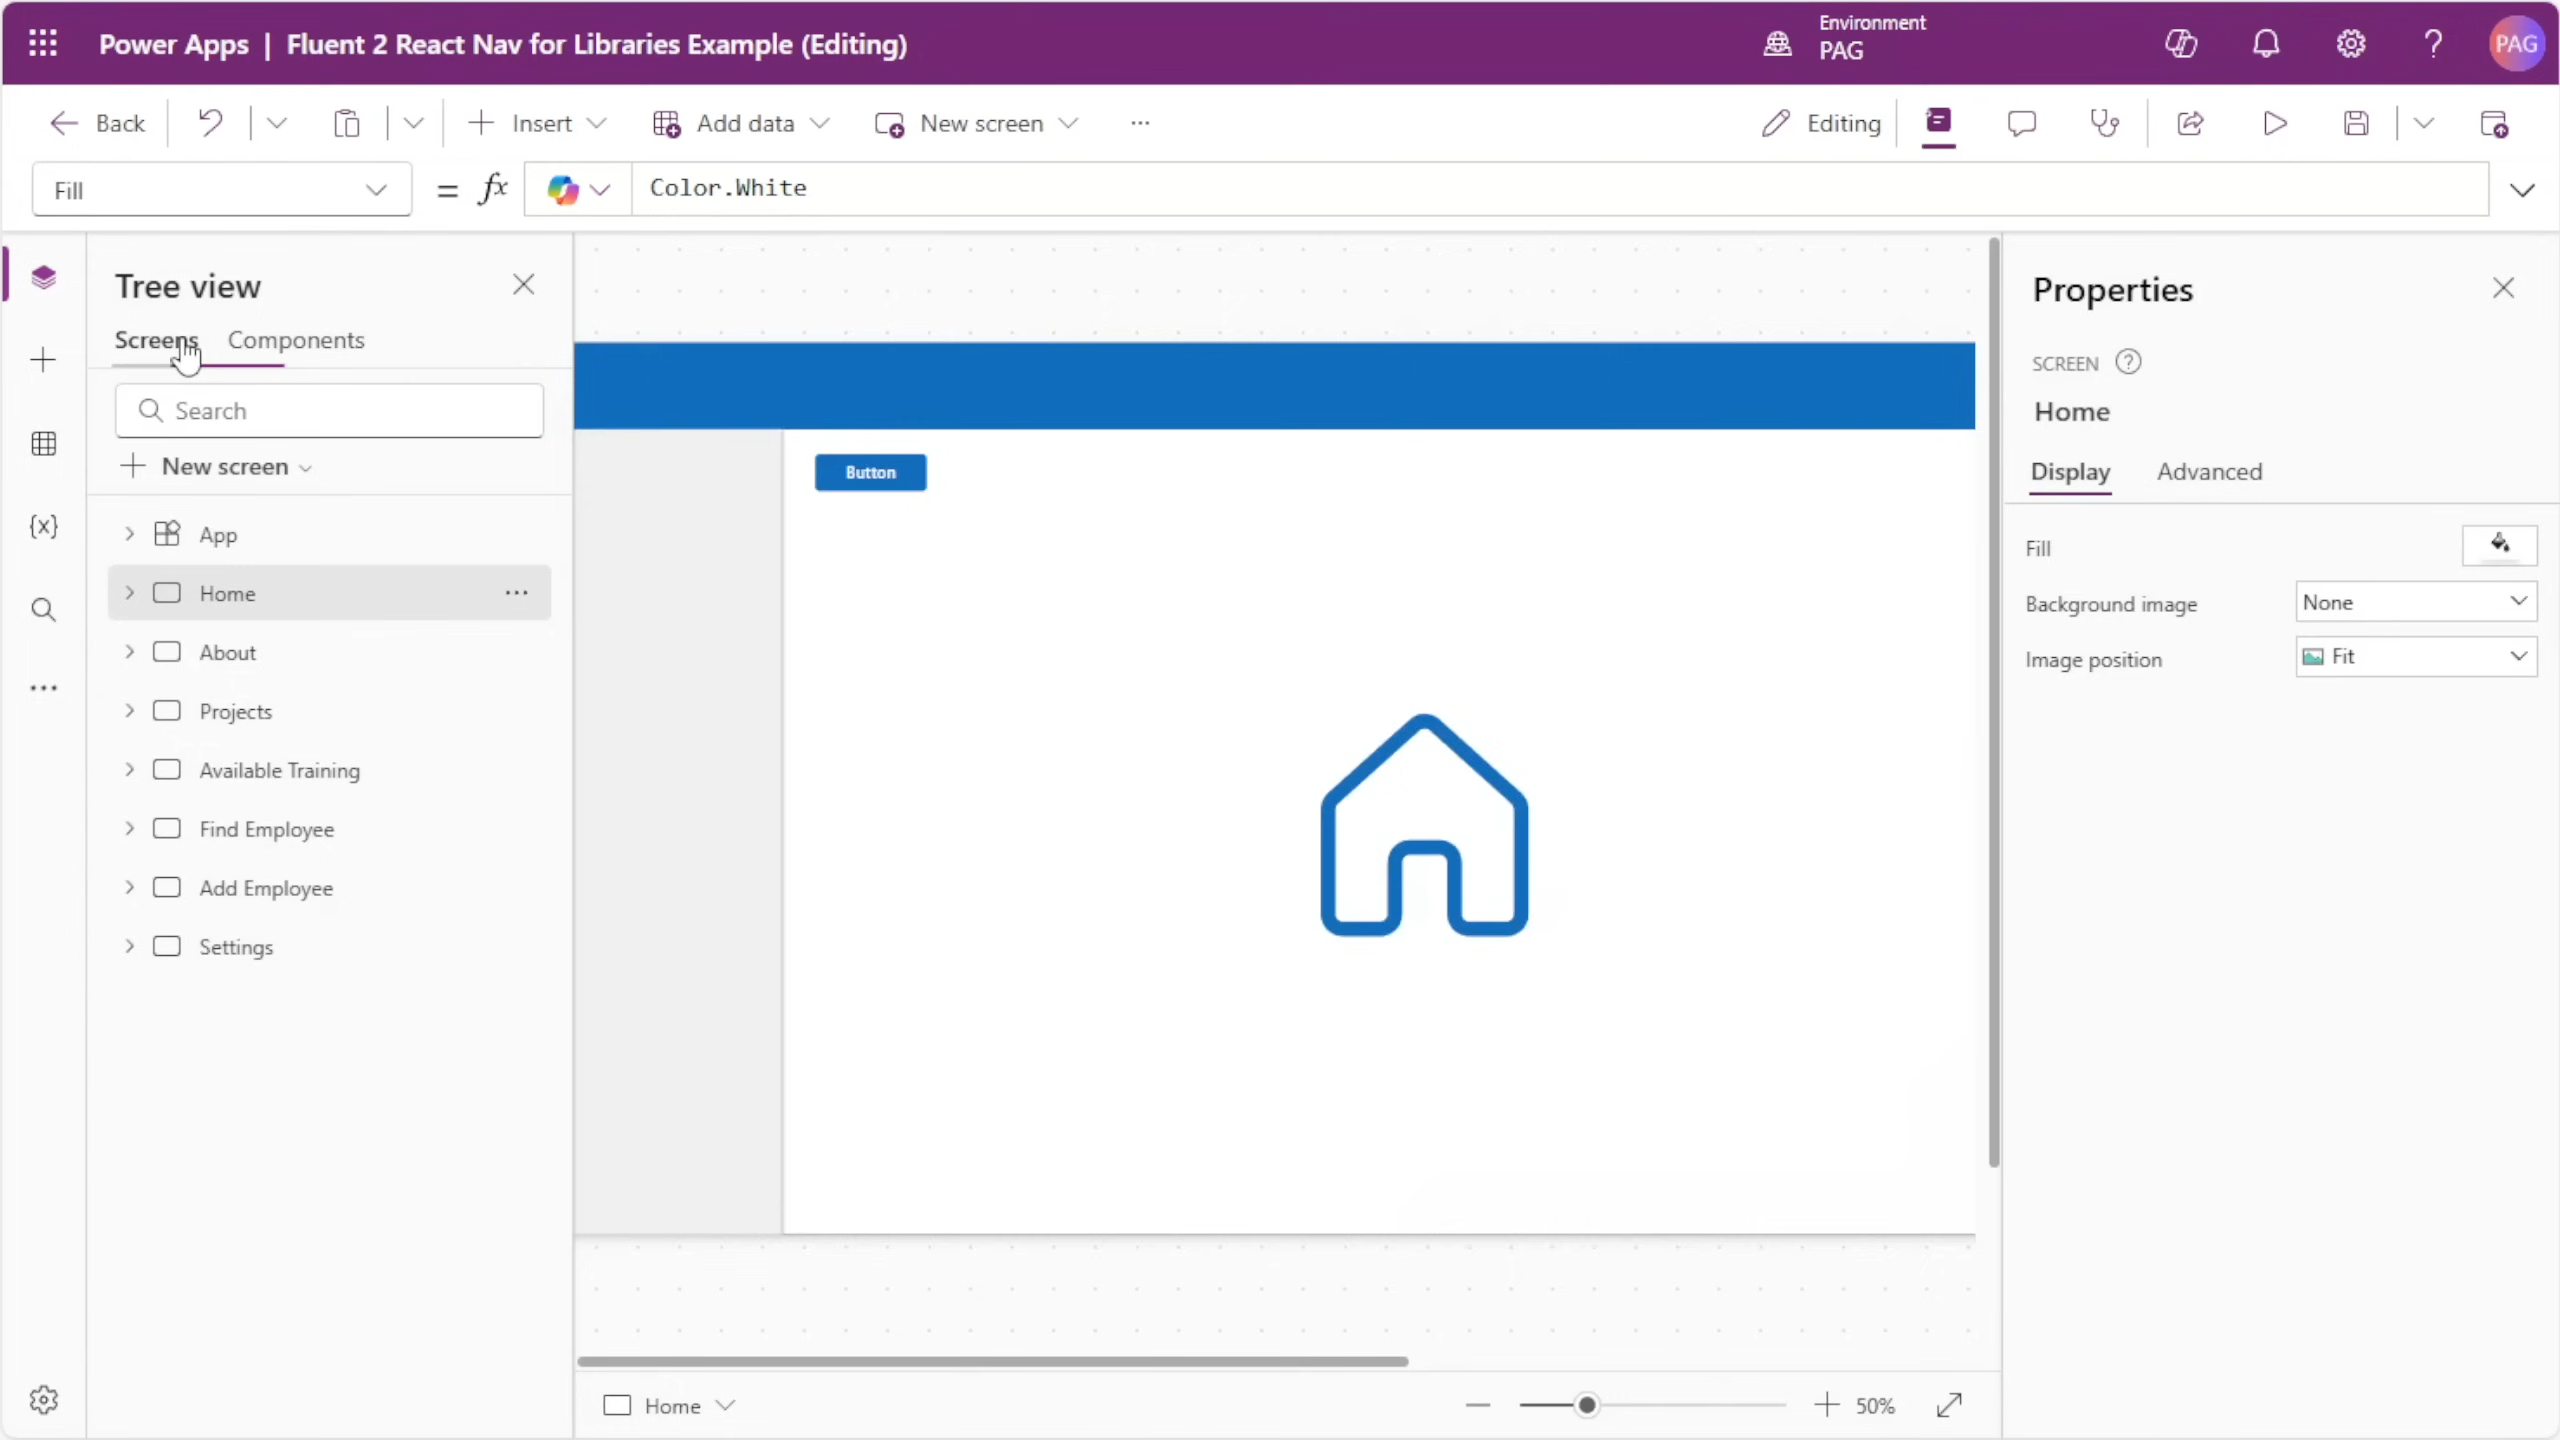 Power Apps | Fluent 2 React Nav for Libraries Example (Editing)
Environment
PAG
PAG
Back
Insert
Add data
New screen
...
Editing
Fill
= fx
Color.White
Tree view
Screens
Components
Search
New screen
App
Home
About
Projects
Available Training
Find Employee
Add Employee
Settings
Button
Properties
SCREEN
Home
Display
Advanced
Fill
Background image
None
Image position
Fit
Home
50%